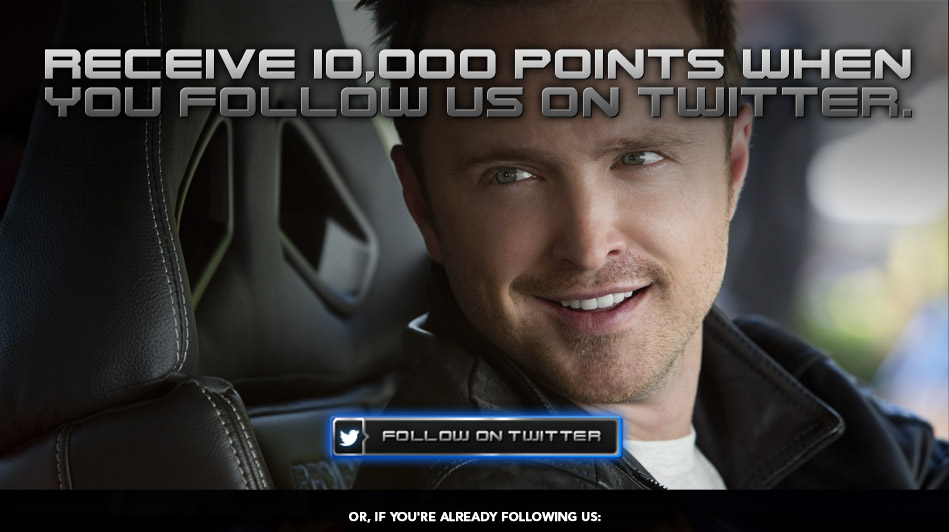 RECEIVE 10,000 POINTS WHEN
YOU FOLLOW US ON TWITTER.
FOLLOW ON TWITTER
OR, IF YOU'RE ALREADY FOLLOWING US: